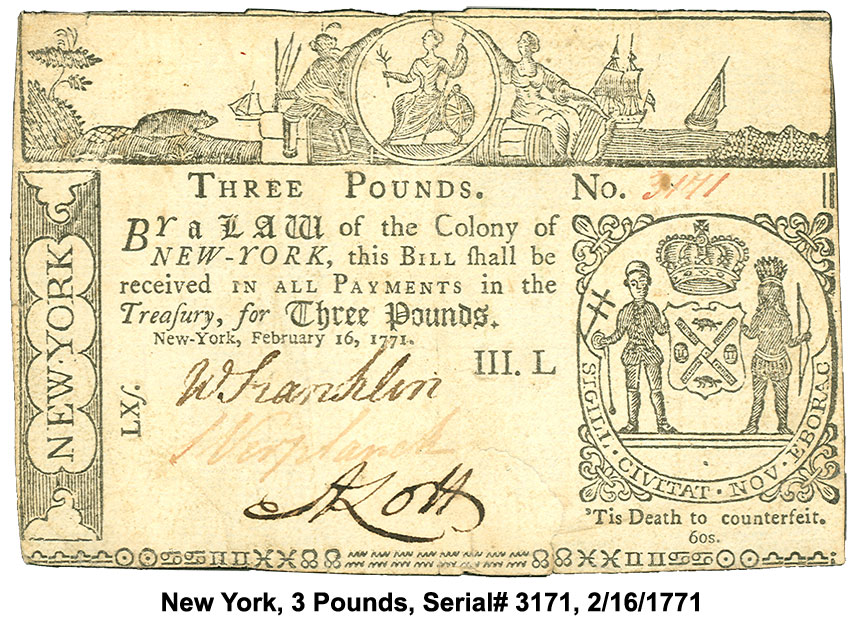 THREE POUNDS.
No. 3171
By a LAW of the Colony of
NEW-YORK, this BILL ſhall be
received IN ALL PAYMENTS in the
Treaſury, for Three Pounds.
New-York, February 16, 1771.
III. L
NEW-YORK
LXſ.
W Franklin
Verplanck
A Lott
SIGILL · CIVITAT · NOV · EBORAC
'Tis Death to counterfeit.
60s.
New York, 3 Pounds, Serial# 3171, 2/16/1771